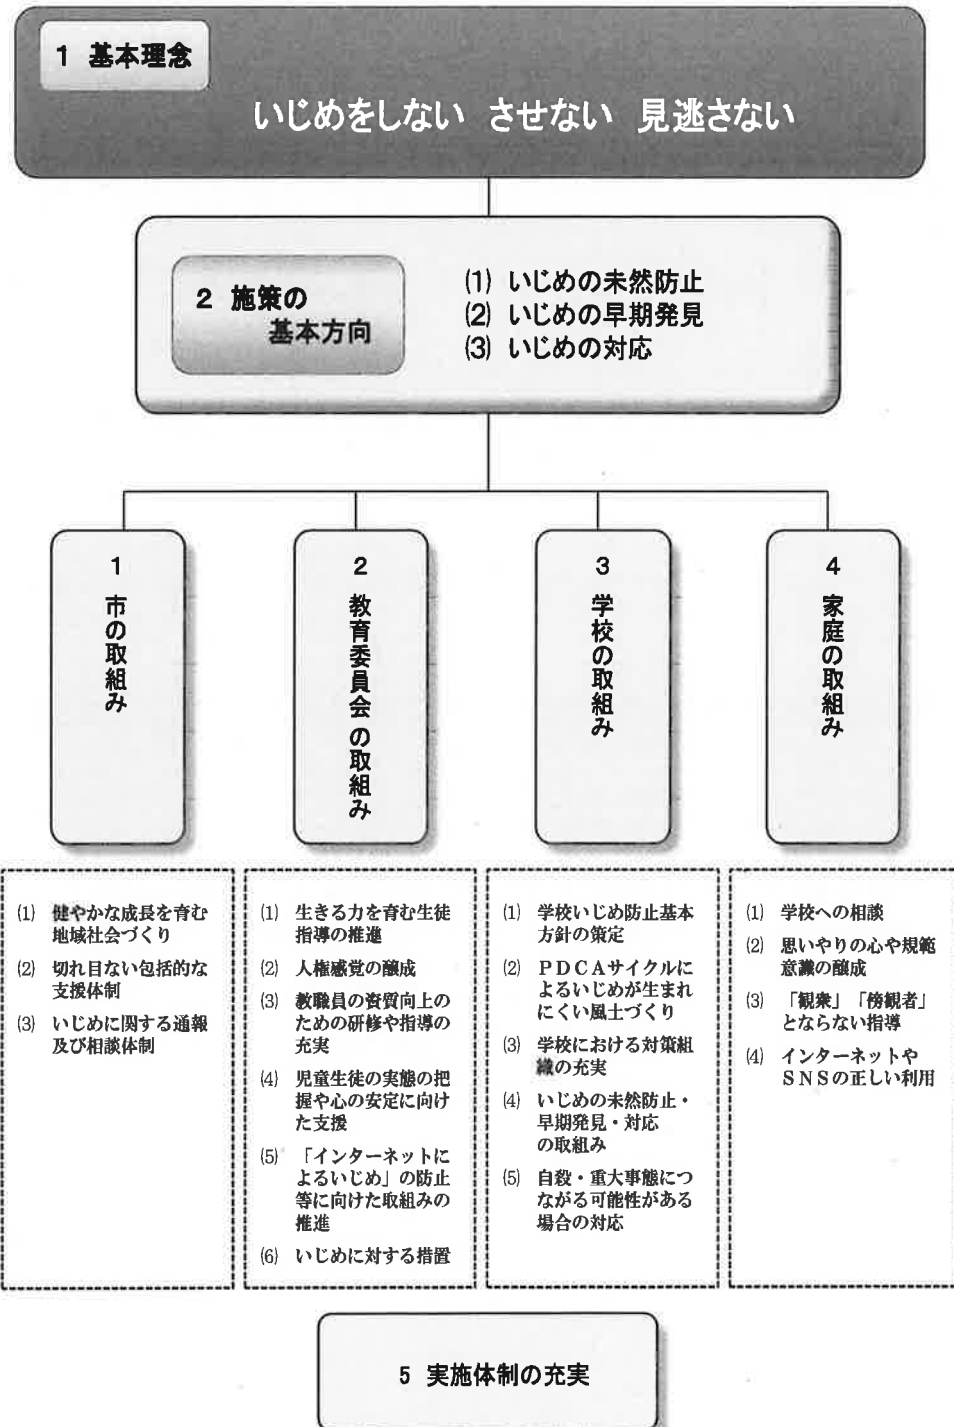 1 基本理念
いじめをしない させない 見逃さない
2 施策の
基本方向
(1) いじめの未然防止
(2) いじめの早期発見
(3) いじめの対応
1 市の取組み
2 教育委員会の取組み
3 学校の取組み
4 家庭の取組み
(1) 健やかな成長を育む
地域社会づくり
(2) 切れ目ない包括的な
支援体制
(3) いじめに関する通報
及び相談体制
(1) 生きる力を育む生徒
指導の推進
(2) 人権感覚の醸成
(3) 教職員の資質向上の
ための研修や指導の
充実
(4) 児童生徒の実態の把
握や心の安定に向け
た支援
(5) 「インターネットに
よるいじめ」の防止
等に向けた取組みの
推進
(6) いじめに対する措置
(1) 学校いじめ防止基本
方針の策定
(2) PDCAサイクルに
よるいじめが生まれ
にくい風土づくり
(3) 学校における対策組
織の充実
(4) いじめの未然防止・
早期発見・対応
の取組み
(5) 自殺・重大事態につ
ながる可能性がある
場合の対応
(1) 学校への相談
(2) 思いやりの心や規範
意識の醸成
(3) 「観衆」「傍観者」
とならない指導
(4) インターネットや
SNSの正しい利用
5 実施体制の充実